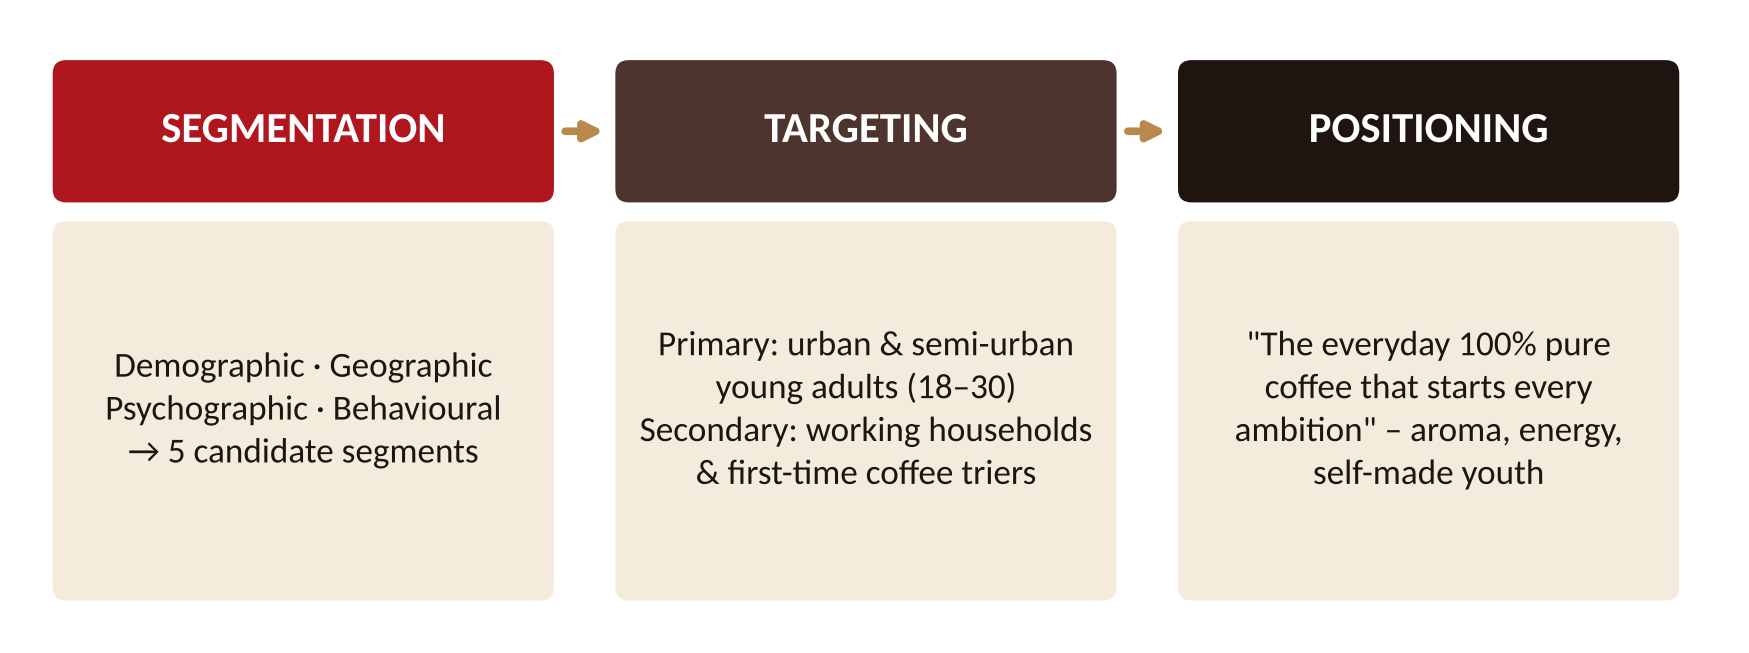 SEGMENTATION
TARGETING
POSITIONING
Demographic · Geographic
Psychographic · Behavioural
→ 5 candidate segments
Primary: urban & semi-urban
young adults (18–30)
Secondary: working households
& first-time coffee triers
"The everyday 100% pure
coffee that starts every
ambition" – aroma, energy,
self-made youth